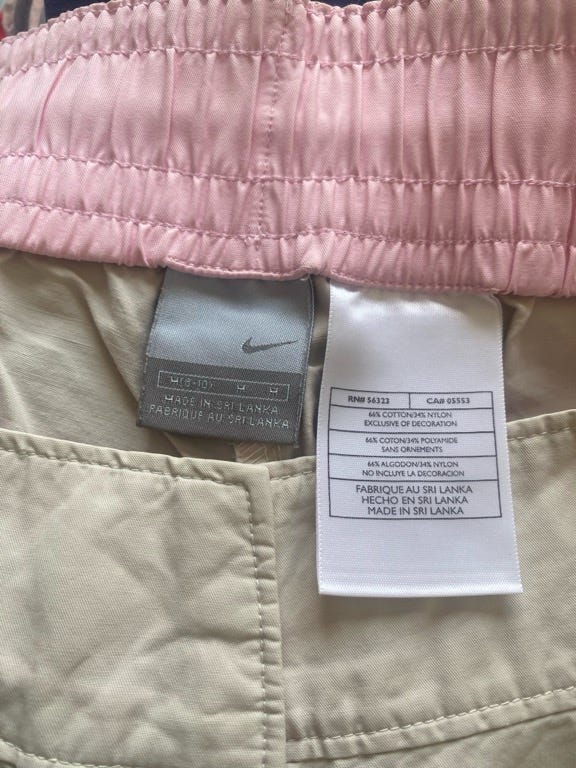 M(8-10) M M
MADE IN SRI LANKA
FABRIQUE AU SRI LANKA
RN# 56323 CA# 05553
66% COTTON/34% NYLON
EXCLUSIVE OF DECORATION
66% COTON/34% POLYAMIDE
SANS ORNEMENTS
66% ALGODON/34% NYLON
NO INCLUYE LA DECORACION
FABRIQUE AU SRI LANKA
HECHO EN SRI LANKA
MADE IN SRI LANKA